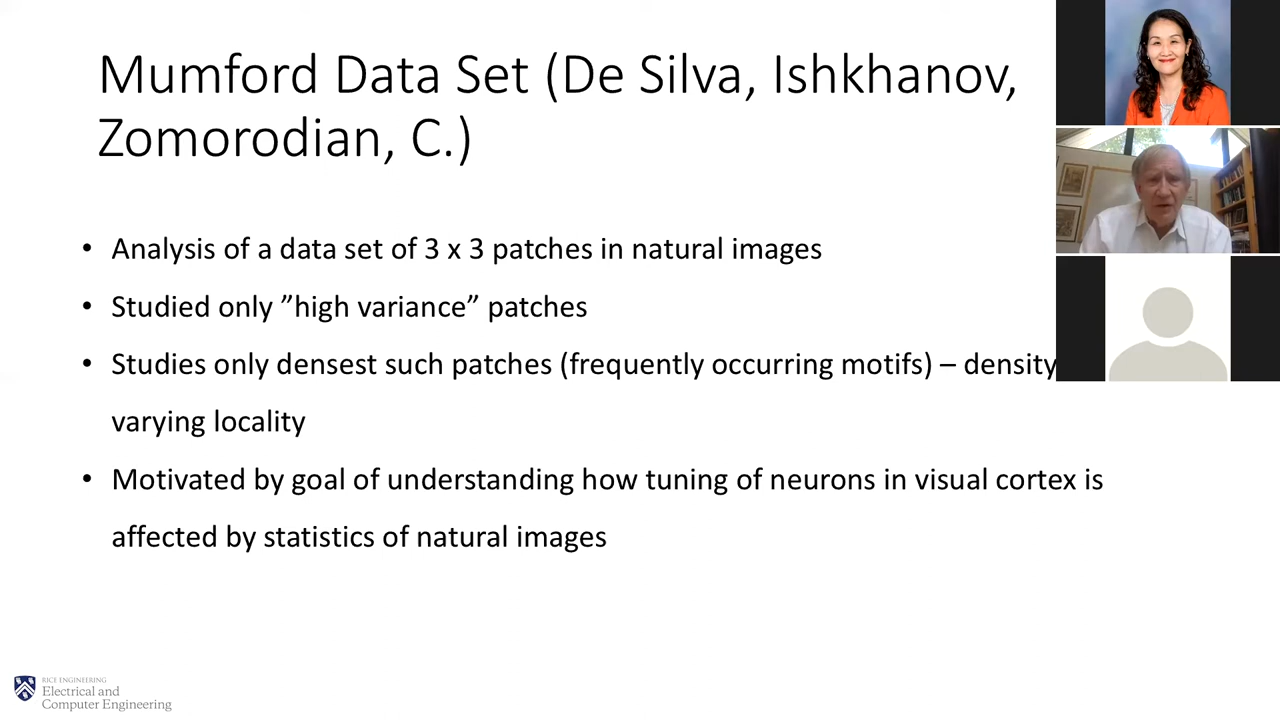 Mumford Data Set (De Silva, Ishkhanov,
Zomorodian, C.)
• Analysis of a data set of 3 x 3 patches in natural images
• Studied only ”high variance” patches
• Studies only densest such patches (frequently occurring motifs) – density
varying locality
• Motivated by goal of understanding how tuning of neurons in visual cortex is
affected by statistics of natural images
RICE ENGINEERING
Electrical and
Computer Engineering